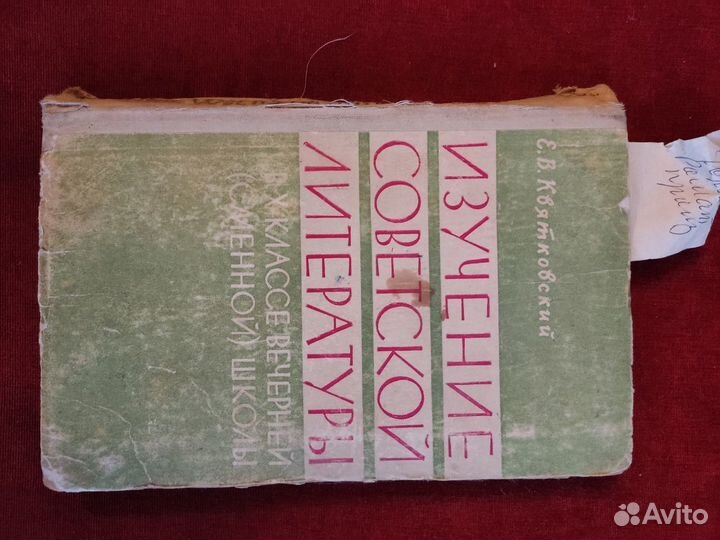 Е. В. Квятковский
ИЗУЧЕНИЕ
СОВЕТСКОЙ
ЛИТЕРАТУРЫ
В X КЛАССЕ ВЕЧЕРНЕЙ
(СМЕННОЙ) ШКОЛЫ
Avito